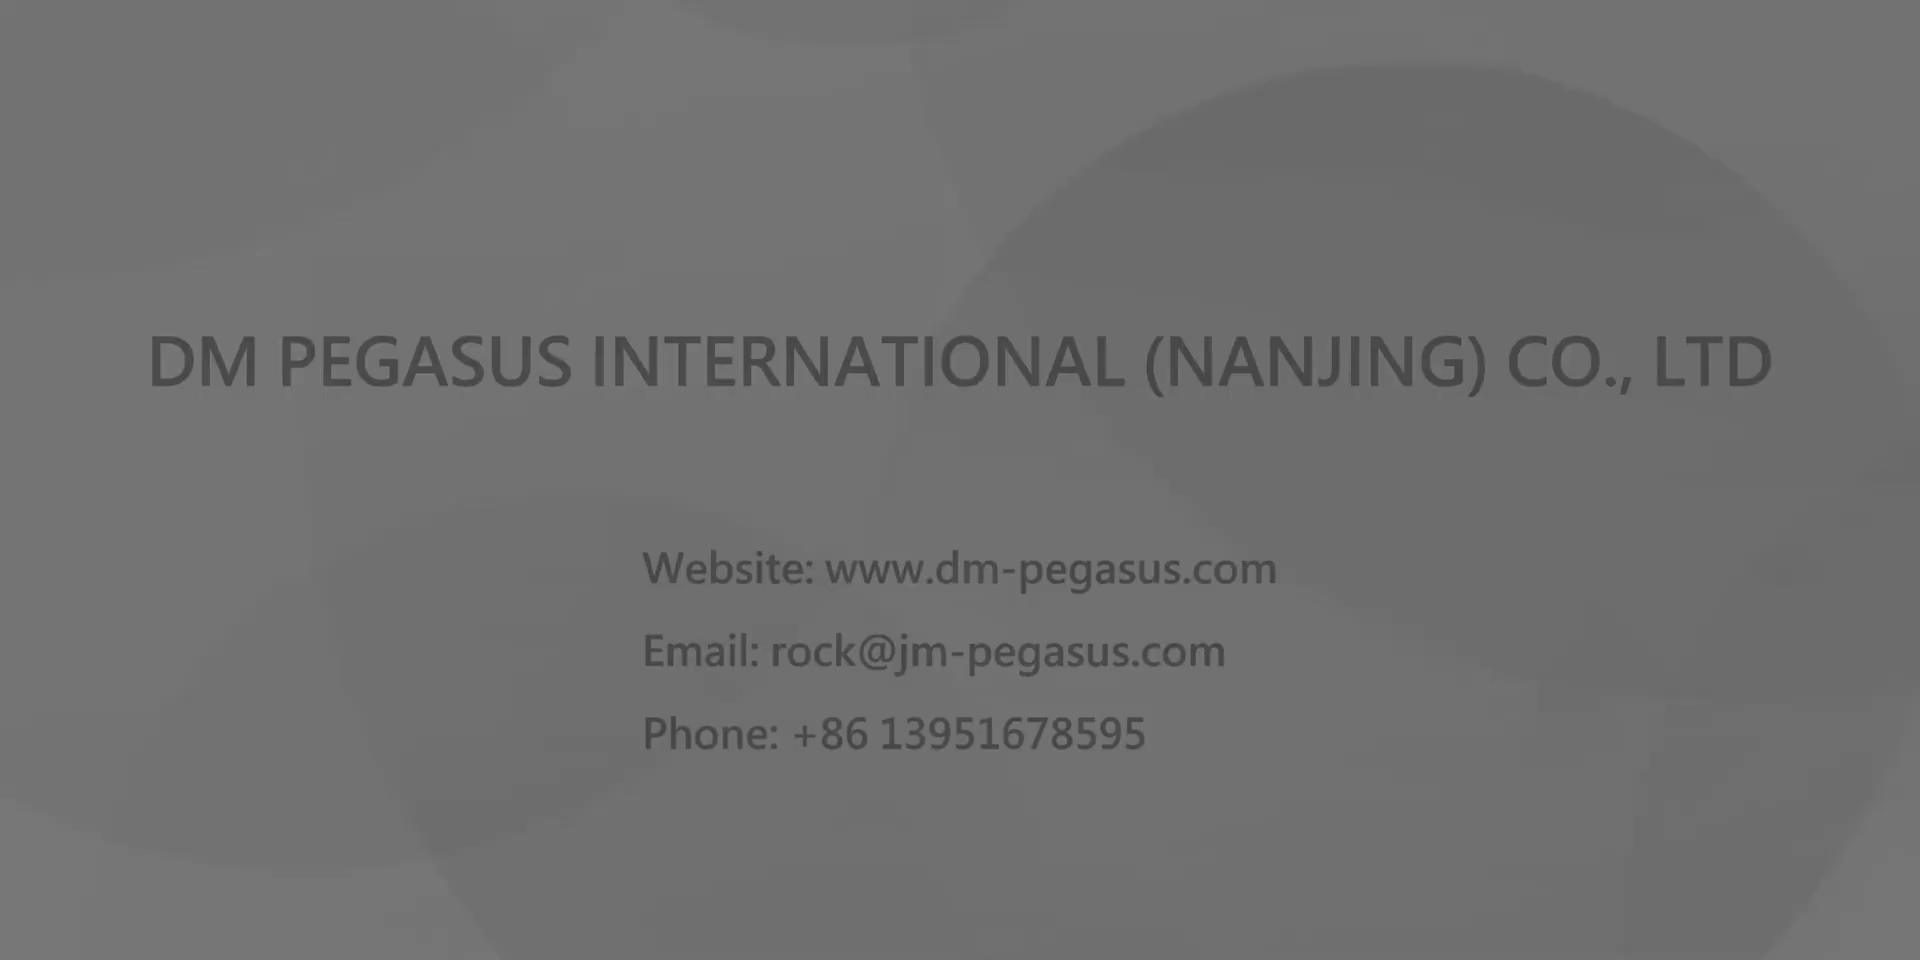 DM PEGASUS INTERNATIONAL (NANJING) CO., LTD
Website: www.dm-pegasus.com
Email: rock@jm-pegasus.com
Phone: +86 13951678595